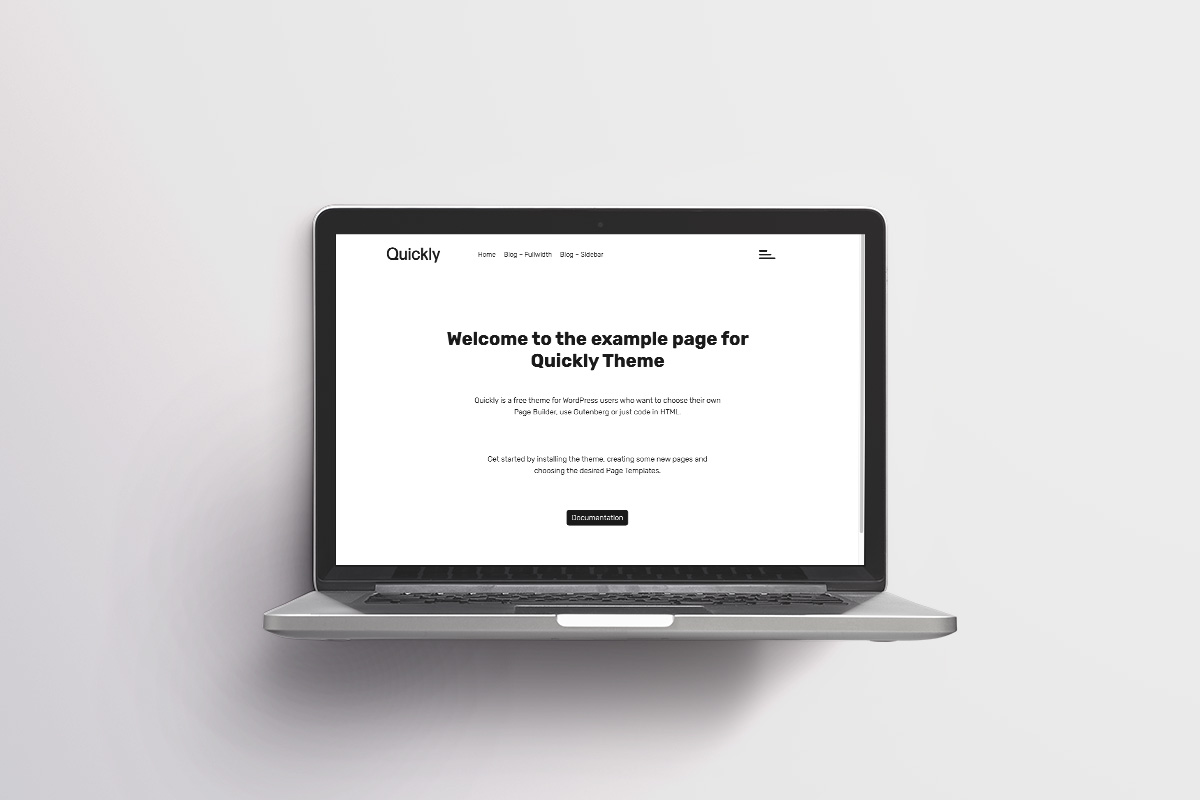 Quickly
Home
Blog – Fullwidth
Blog – Sidebar
Welcome to the example page for
Quickly Theme
Quickly is a free theme for WordPress users who want to choose their own
Page Builder, use Gutenberg or just code in HTML.
Get started by installing the theme, creating some new pages and
choosing the desired Page Templates.
Documentation